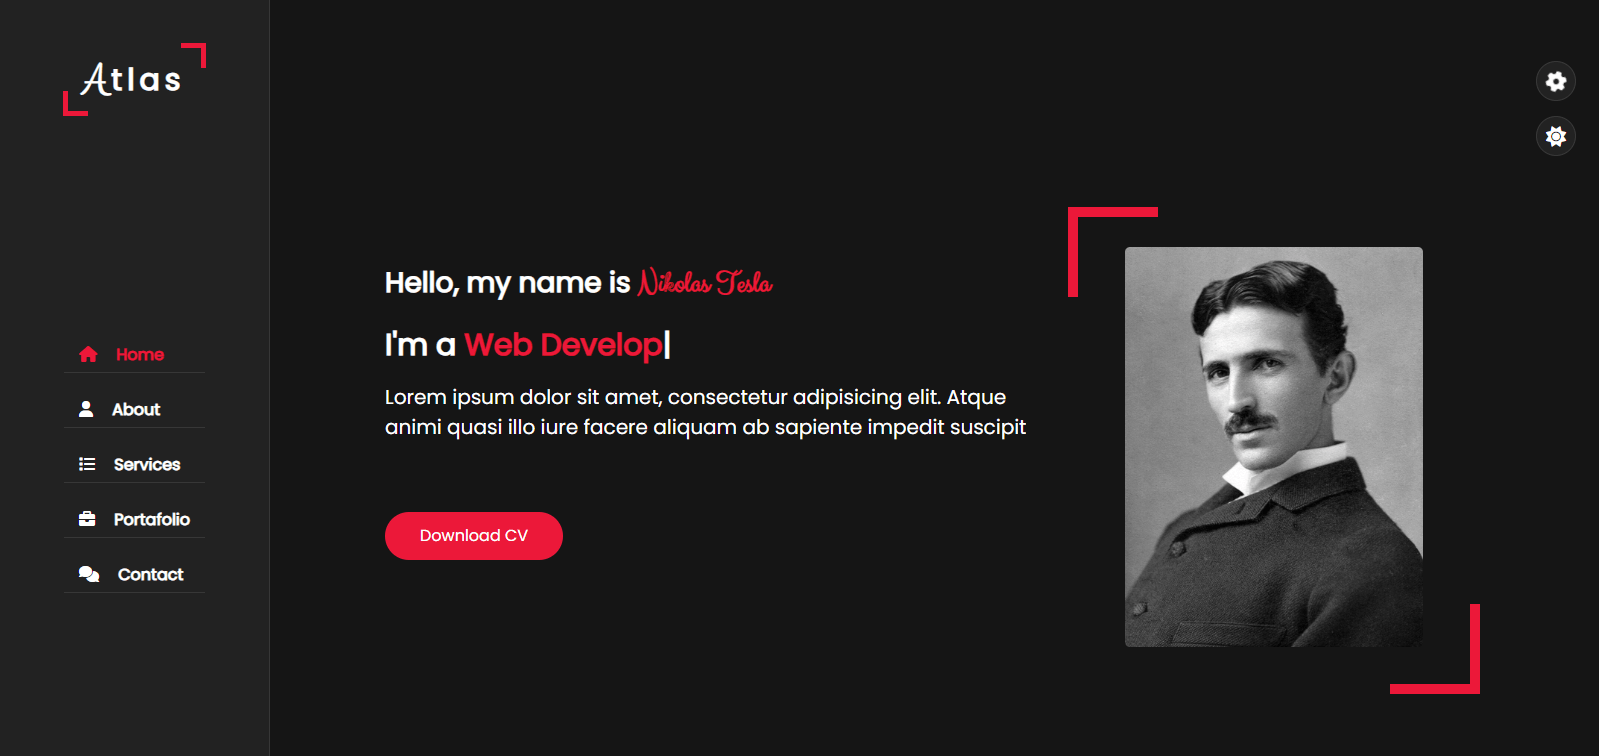 Atlas
Home
About
Services
Portafolio
Contact
Hello, my name is Nikolas Tesla
I'm a Web Develop|
Lorem ipsum dolor sit amet, consectetur adipisicing elit. Atque
animi quasi illo iure facere aliquam ab sapiente impedit suscipit
Download CV